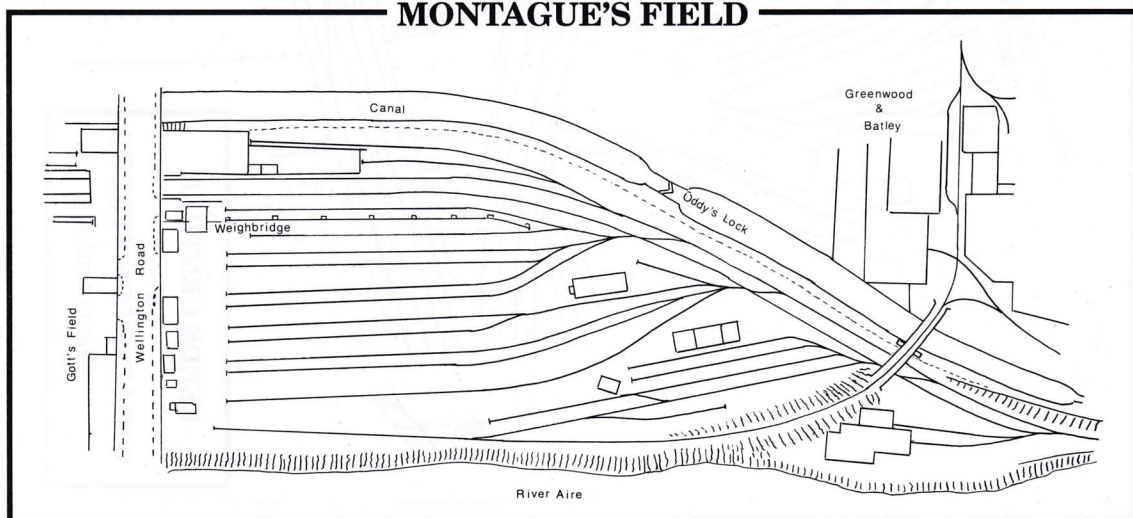 MONTAGUE'S FIELD
Canal
Greenwood
&
Batley
Oddy's Lock
Weighbridge
Wellington Road
Gott's Field
River Aire